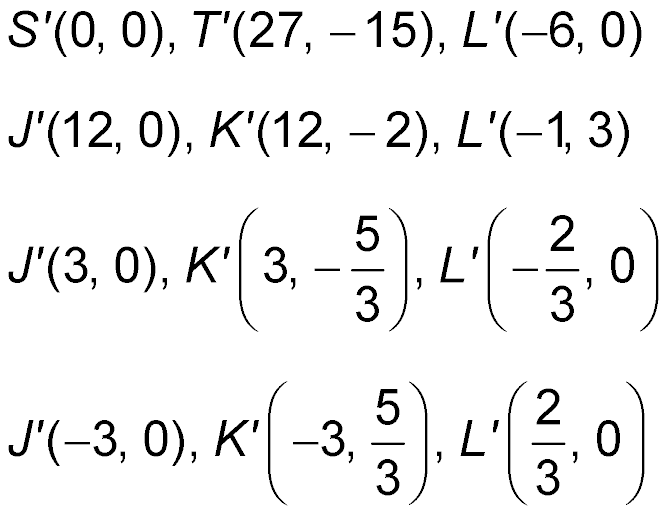 S'(0, 0), T'(27, – 15), L'(–6, 0)
J'(12, 0), K'(12, – 2), L'(–1, 3)
J'(3, 0), K'(3, –5/3), L'(–2/3, 0)
J'(–3, 0), K'(–3, 5/3), L'(2/3, 0)